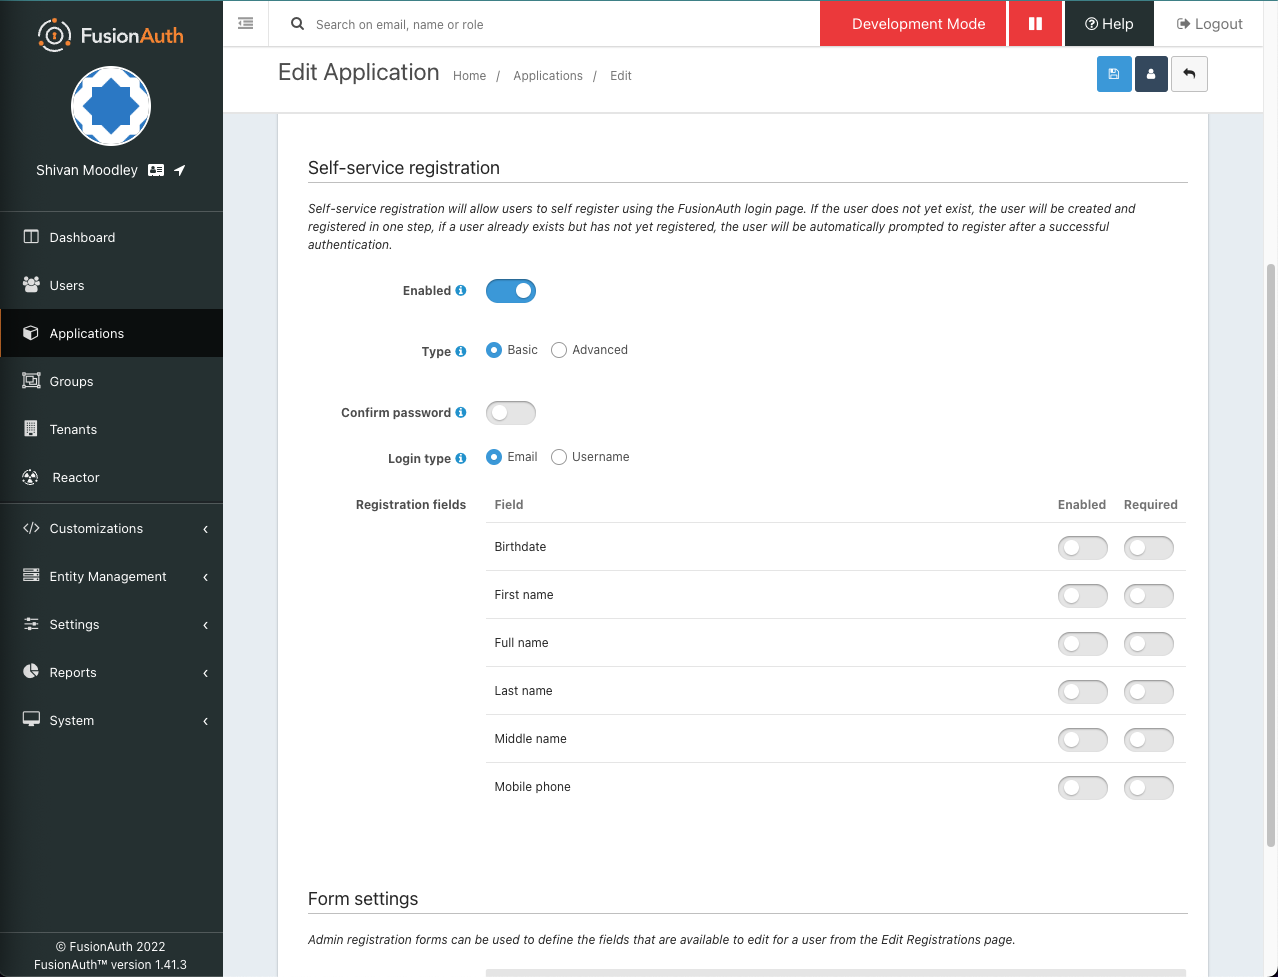 FusionAuth
Shivan Moodley
Dashboard
Users
Applications
Groups
Tenants
Reactor
Customizations
Entity Management
Settings
Reports
System
© FusionAuth 2022
FusionAuth™ version 1.41.3
Search on email, name or role
Development Mode
Help
Logout
Edit Application
Home / Applications / Edit
Self-service registration
Self-service registration will allow users to self register using the FusionAuth login page. If the user does not yet exist, the user will be created and
registered in one step, if a user already exists but has not yet registered, the user will be automatically prompted to register after a successful
authentication.
Enabled
Type Basic Advanced
Confirm password
Login type Email Username
Registration fields Field Enabled Required
Birthdate
First name
Full name
Last name
Middle name
Mobile phone
Form settings
Admin registration forms can be used to define the fields that are available to edit for a user from the Edit Registrations page.